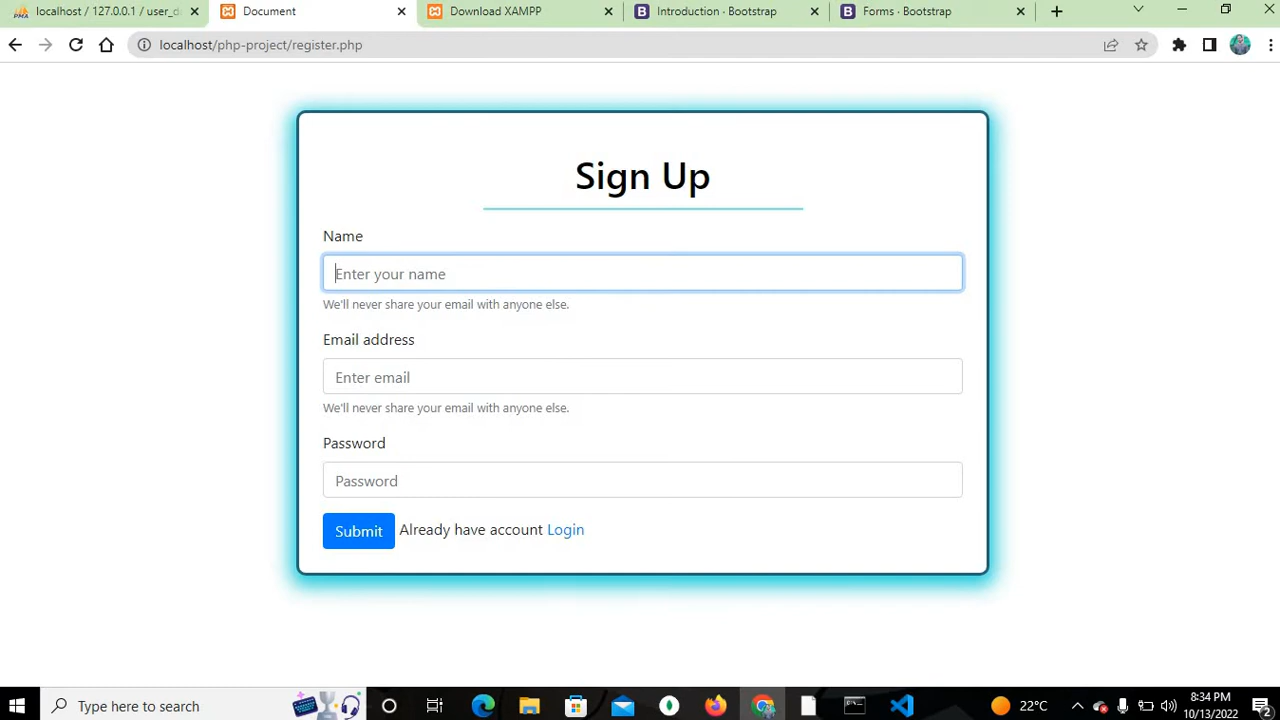 localhost / 127.0.0.1 / user_d
Document
Download XAMPP
Introduction · Bootstrap
Forms · Bootstrap
localhost/php-project/register.php
Sign Up
Name
Enter your name
We'll never share your email with anyone else.
Email address
Enter email
We'll never share your email with anyone else.
Password
Password
Submit Already have account Login
Type here to search
22°C
8:34 PM
10/13/2022
2